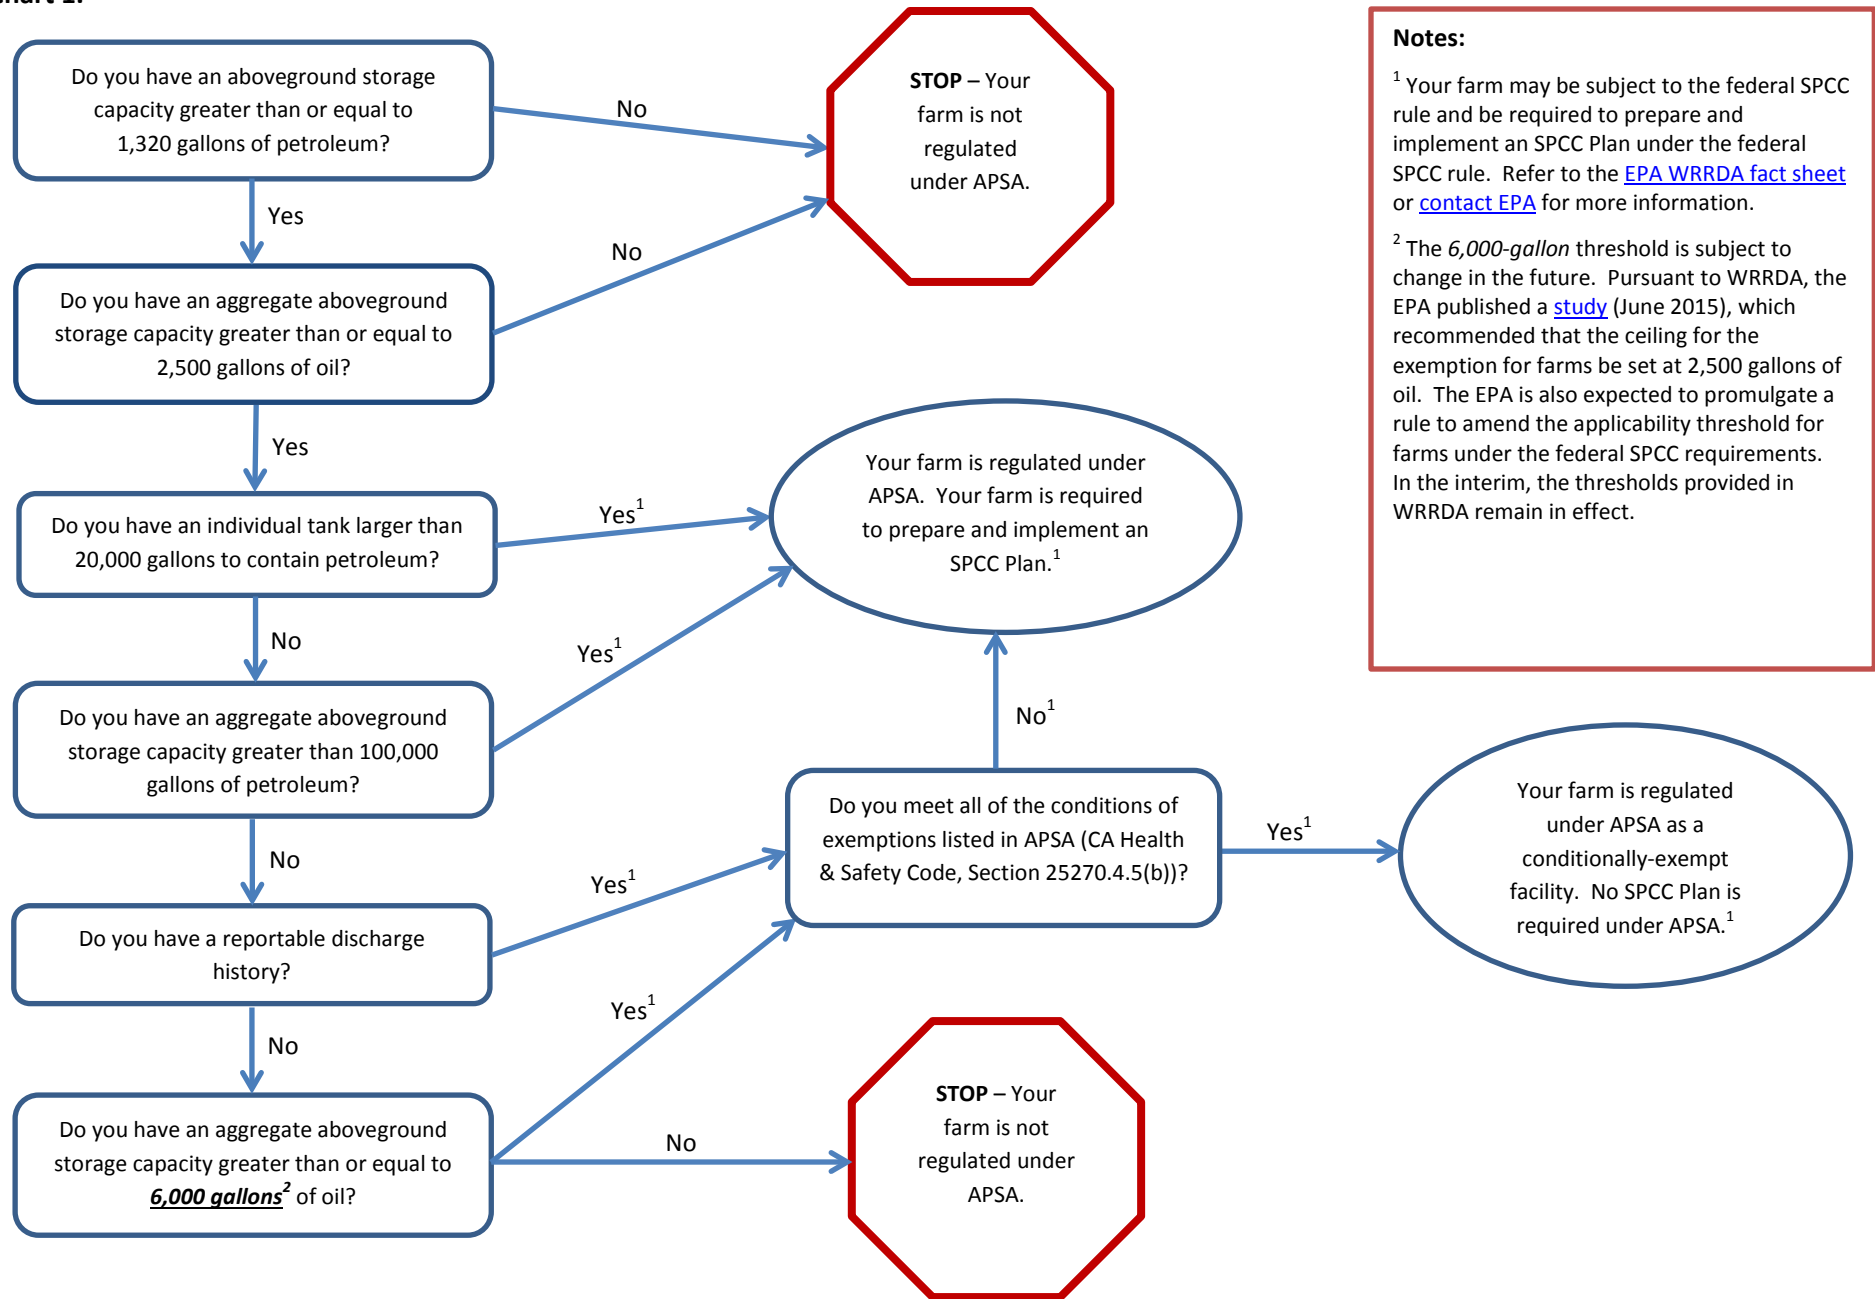 chart 1.
Do you have an aboveground storage
capacity greater than or equal to
1,320 gallons of petroleum?
No
STOP – Your
farm is not
regulated
under APSA.
Yes
No
Do you have an aggregate aboveground
storage capacity greater than or equal to
2,500 gallons of oil?
Yes
Do you have an individual tank larger than
20,000 gallons to contain petroleum?
Yes1
Your farm is regulated under
APSA. Your farm is required
to prepare and implement an
SPCC Plan.1
No
Yes1
Do you have an aggregate aboveground
storage capacity greater than 100,000
gallons of petroleum?
No1
No
Do you meet all of the conditions of
exemptions listed in APSA (CA Health
& Safety Code, Section 25270.4.5(b))?
Yes1
Your farm is regulated
under APSA as a
conditionally-exempt
facility. No SPCC Plan is
required under APSA.1
Yes1
Do you have a reportable discharge
history?
Yes1
No
Do you have an aggregate aboveground
storage capacity greater than or equal to
6,000 gallons2 of oil?
No
STOP – Your
farm is not
regulated under
APSA.
Notes:
1 Your farm may be subject to the federal SPCC
rule and be required to prepare and
implement an SPCC Plan under the federal
SPCC rule. Refer to the EPA WRRDA fact sheet
or contact EPA for more information.
2 The 6,000-gallon threshold is subject to
change in the future. Pursuant to WRRDA, the
EPA published a study (June 2015), which
recommended that the ceiling for the
exemption for farms be set at 2,500 gallons of
oil. The EPA is also expected to promulgate a
rule to amend the applicability threshold for
farms under the federal SPCC requirements.
In the interim, the thresholds provided in
WRRDA remain in effect.